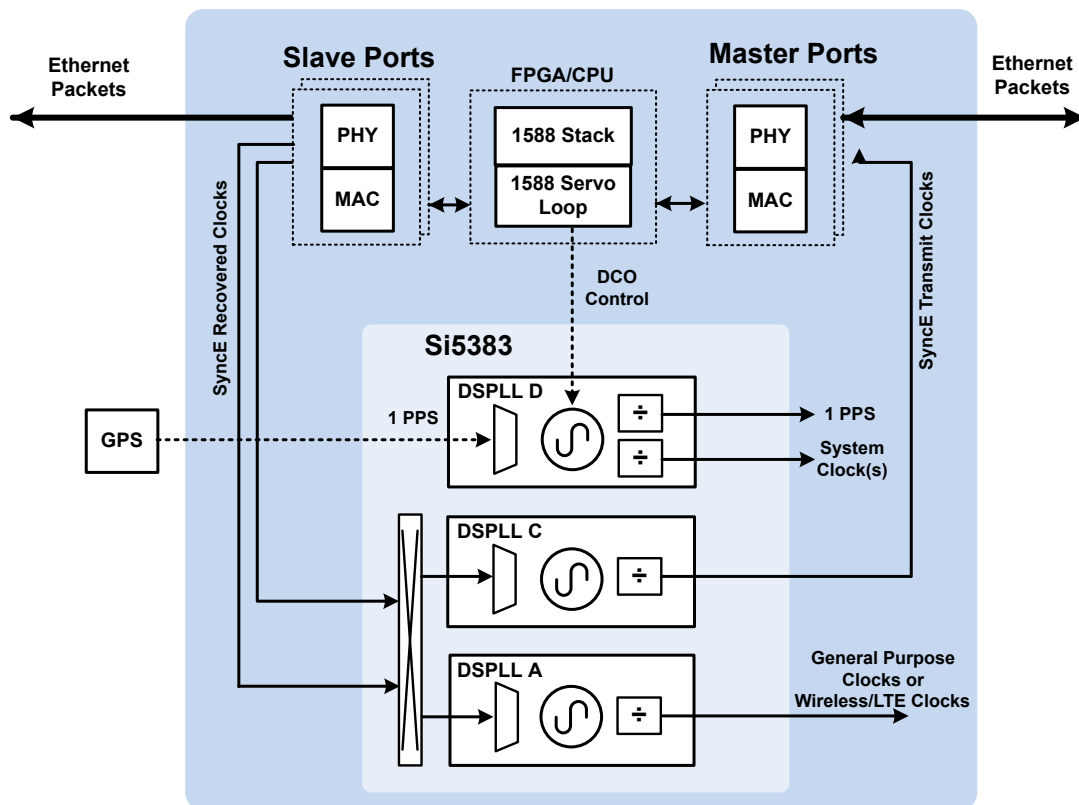 Ethernet
Packets
Slave Ports
FPGA/CPU
Master Ports
Ethernet
Packets
PHY
MAC
1588 Stack
1588 Servo
Loop
PHY
MAC
SyncE Recovered Clocks
DCO
Control
SyncE Transmit Clocks
Si5383
GPS
1 PPS
DSPLL D
÷
÷
1 PPS
System
Clock(s)
DSPLL C
÷
DSPLL A
÷
General Purpose
Clocks or
Wireless/LTE Clocks